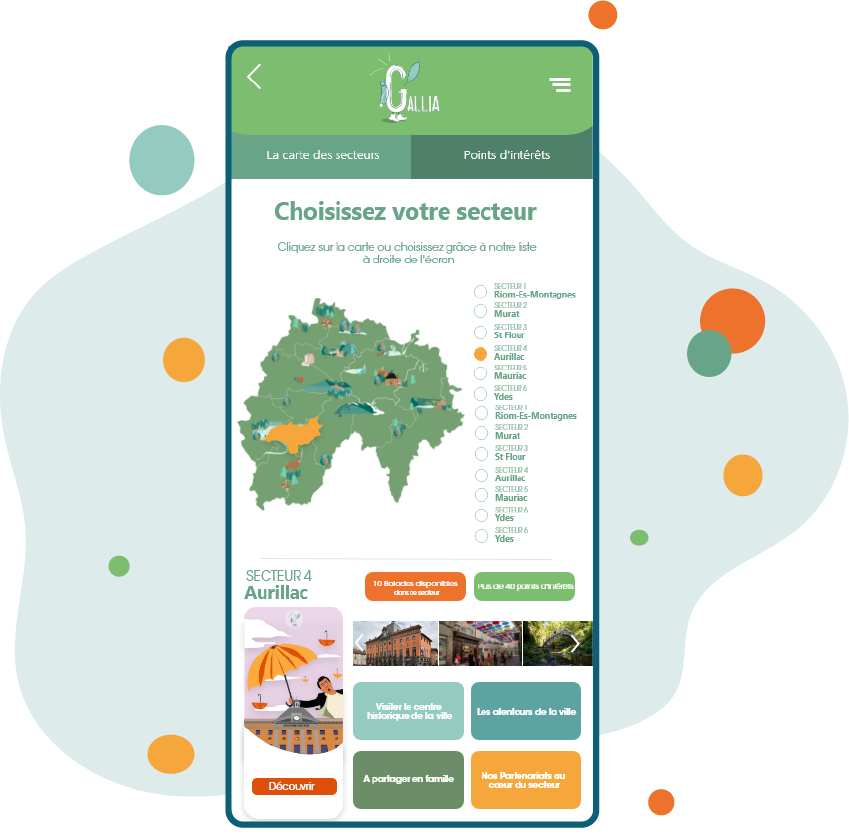 GALLIA
La carte des secteurs
Points d'intérêts
Choisissez votre secteur
Cliquez sur la carte ou choisissez grâce à notre liste
à droite de l'écran
SECTEUR 1
Riom-Es-Montagnes
SECTEUR 2
Murat
SECTEUR 3
St Flour
SECTEUR 4
Aurillac
SECTEUR 5
Mauriac
SECTEUR 6
Ydes
SECTEUR 1
Riom-Es-Montagnes
SECTEUR 2
Murat
SECTEUR 3
St Flour
SECTEUR 4
Aurillac
SECTEUR 5
Mauriac
SECTEUR 6
Ydes
SECTEUR 6
Ydes
SECTEUR 4
Aurillac
10 Balades disponibles
dans ce secteur
Plus de 40 points d'intérêts
Découvrir
Visiter le centre
historique de la ville
Les alentours de la ville
A partager en famille
Nos Partenariats au
cœur du secteur